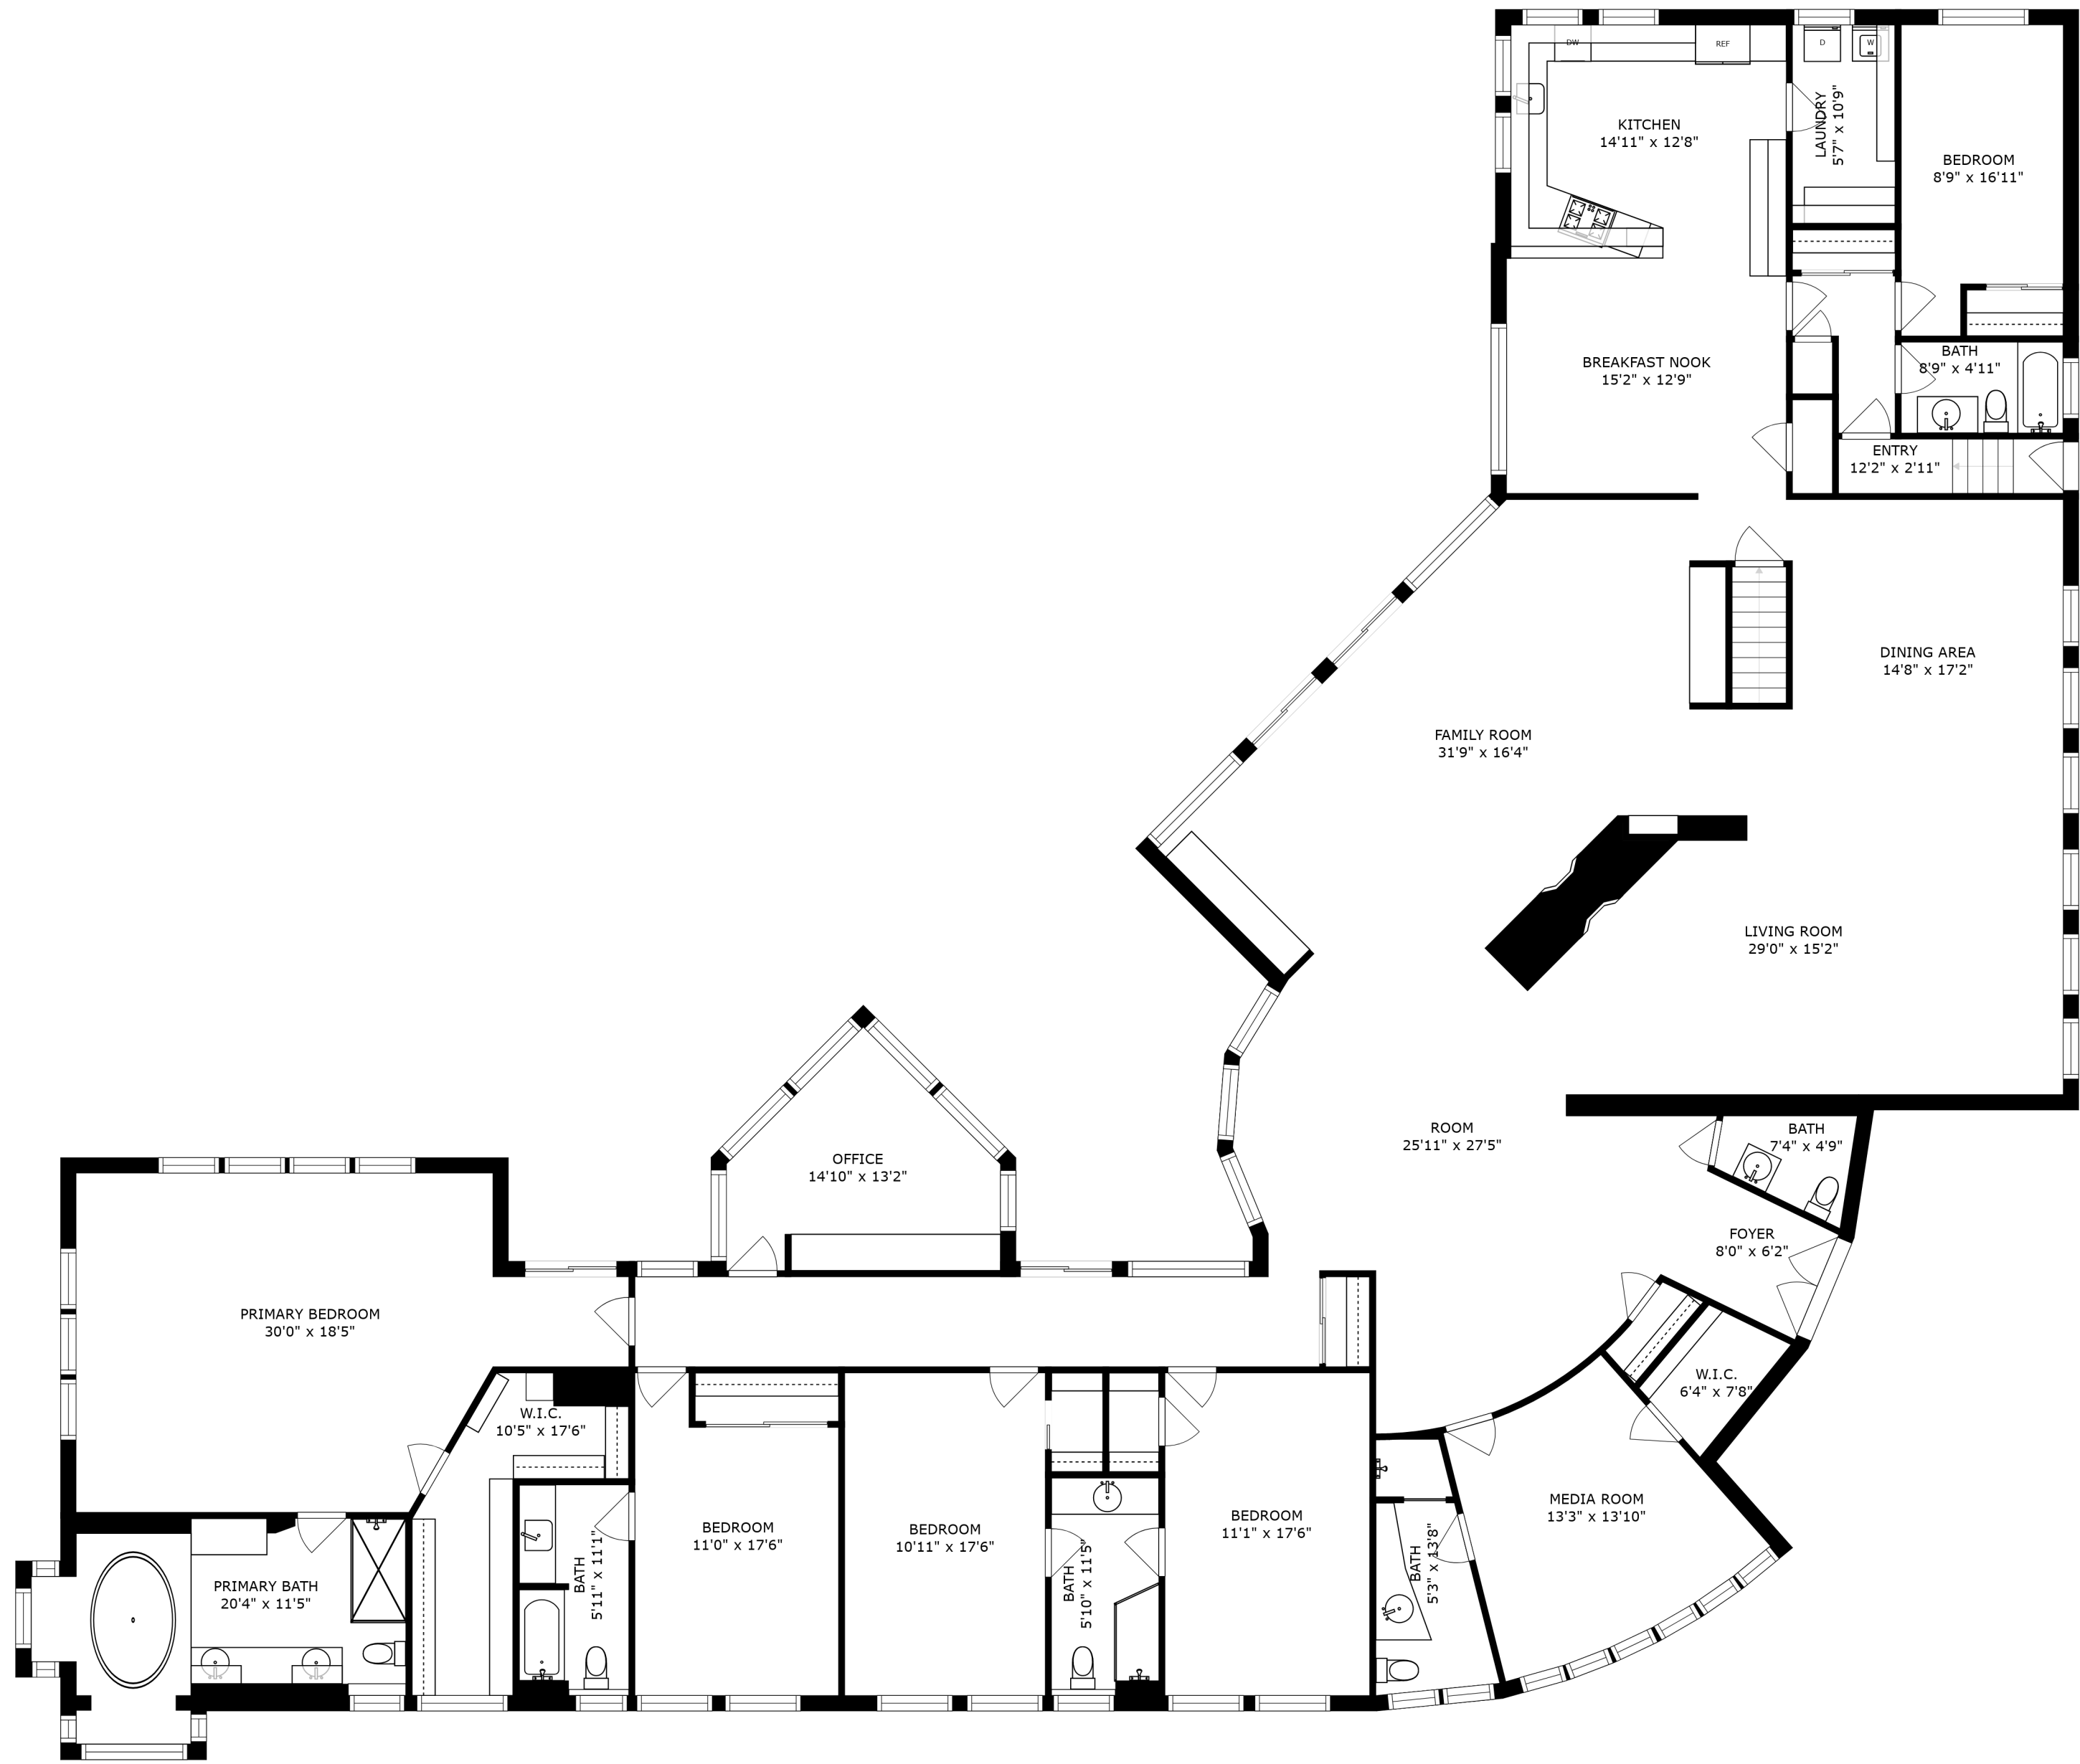 DW
REF
D
W
KITCHEN
14'11" x 12'8"
LAUNDRY
5'7" x 10'9"
BEDROOM
8'9" x 16'11"
BREAKFAST NOOK
15'2" x 12'9"
BATH
8'9" x 4'11"
ENTRY
12'2" x 2'11"
DINING AREA
14'8" x 17'2"
FAMILY ROOM
31'9" x 16'4"
LIVING ROOM
29'0" x 15'2"
ROOM
25'11" x 27'5"
BATH
7'4" x 4'9"
OFFICE
14'10" x 13'2"
FOYER
8'0" x 6'2"
PRIMARY BEDROOM
30'0" x 18'5"
W.I.C.
6'4" x 7'8"
W.I.C.
10'5" x 17'6"
MEDIA ROOM
13'3" x 13'10"
BEDROOM
11'0" x 17'6"
BEDROOM
10'11" x 17'6"
BEDROOM
11'1" x 17'6"
BATH
5'11" x 11'1"
BATH
5'10" x 11'5"
BATH
5'3" x 13'8"
PRIMARY BATH
20'4" x 11'5"